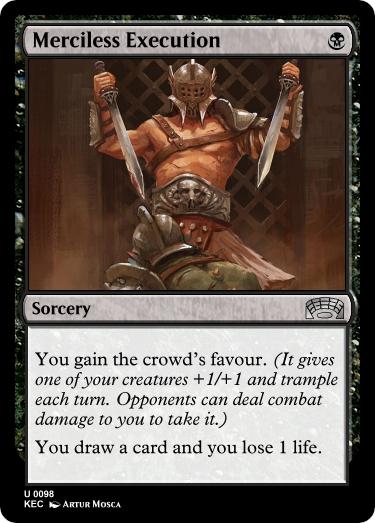 Merciless Execution
Sorcery
You gain the crowd's favour. (It gives
one of your creatures +1/+1 and trample
each turn. Opponents can deal combat
damage to you to take it.)
You draw a card and you lose 1 life.
U 0098
KEC Artur Mosca